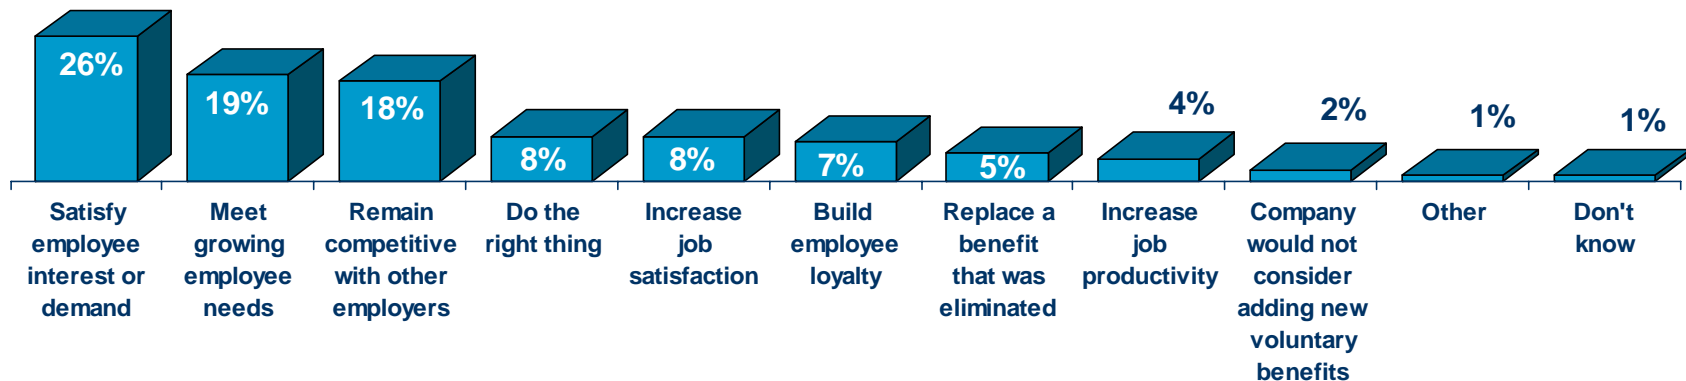 26%
19%
18%
8%
8%
7%
5%
4%
2%
1%
1%
Satisfy
employee
interest or
demand
Meet
growing
employee
needs
Remain
competitive
with other
employers
Do the
right thing
Increase
job
satisfaction
Build
employee
loyalty
Replace a
benefit
that was
eliminated
Increase
job
productivity
Company
would not
consider
adding new
voluntary
benefits
Other
Don't
know